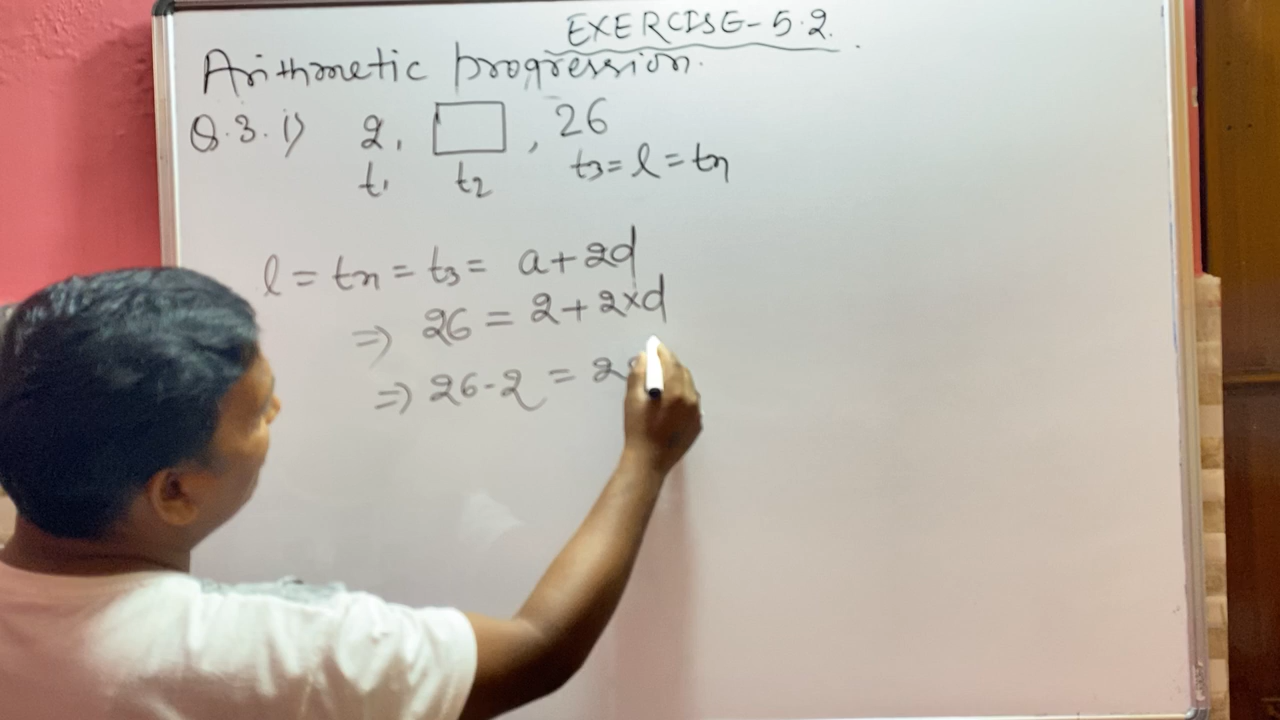 EXERCISE-5.2.
Arithmetic progression.
Q.3. i) 2, , 26
t1 t2 t3=l=tn
l = tn = t3 = a+2d
=> 26 = 2+2×d
=> 26-2 = 2